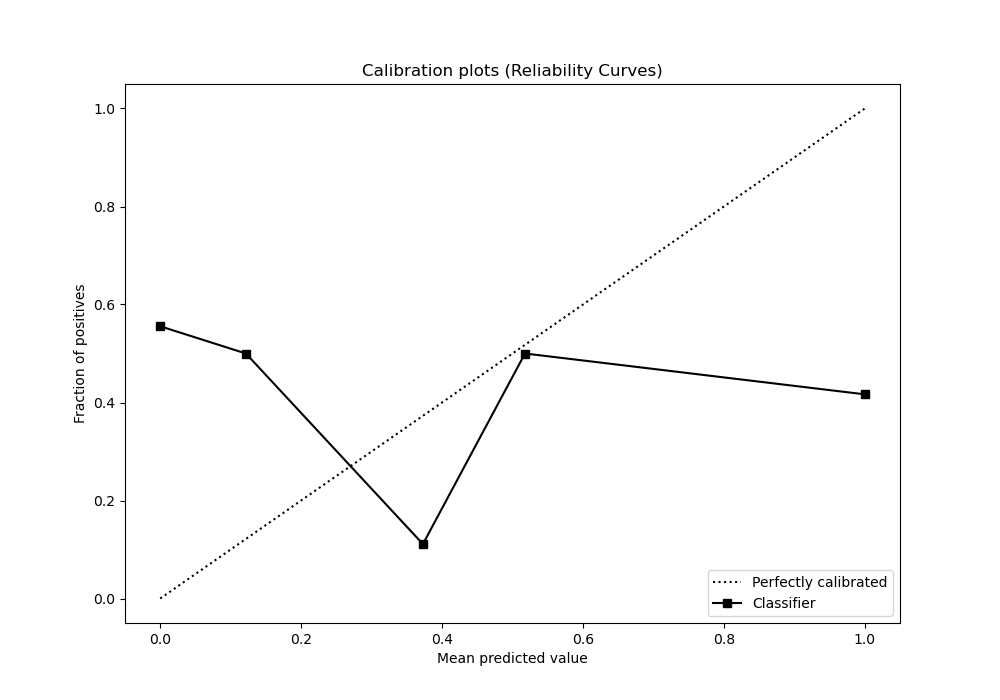 Calibration plots (Reliability Curves)
Fraction of positives
1.0
0.8
0.6
0.4
0.2
0.0
0.0 0.2 0.4 0.6 0.8 1.0
Mean predicted value
Perfectly calibrated
Classifier